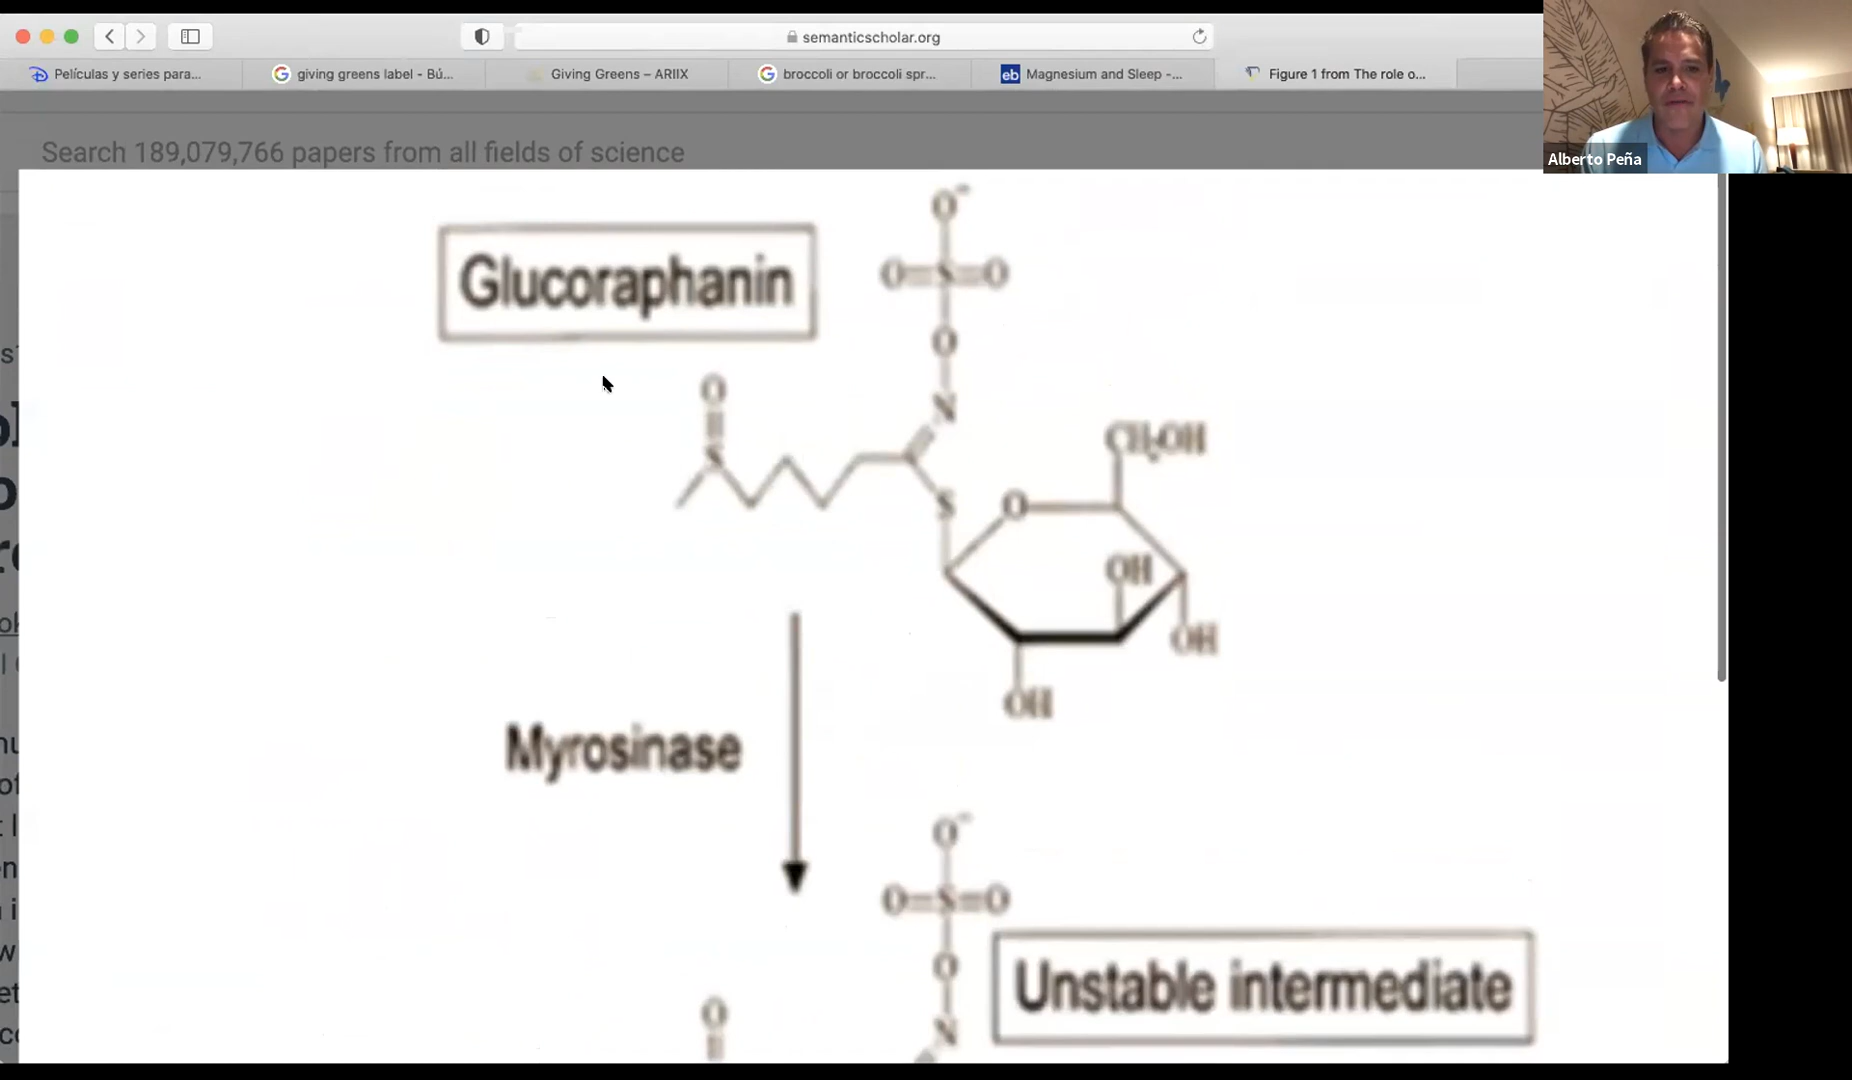 semanticscholar.org
Películas y series para...
giving greens label - Bú...
Giving Greens – ARIIX
broccoli or broccoli spr...
eb
Magnesium and Sleep -...
Figure 1 from The role o...
Alberto Peña
Search 189,079,766 papers from all fields of science
Glucoraphanin
O⁻
O=S=O
O
N
O
S
CH₂OH
S
O
OH
OH
OH
Myrosinase
O⁻
O=S=O
O
Unstable intermediate
O
N